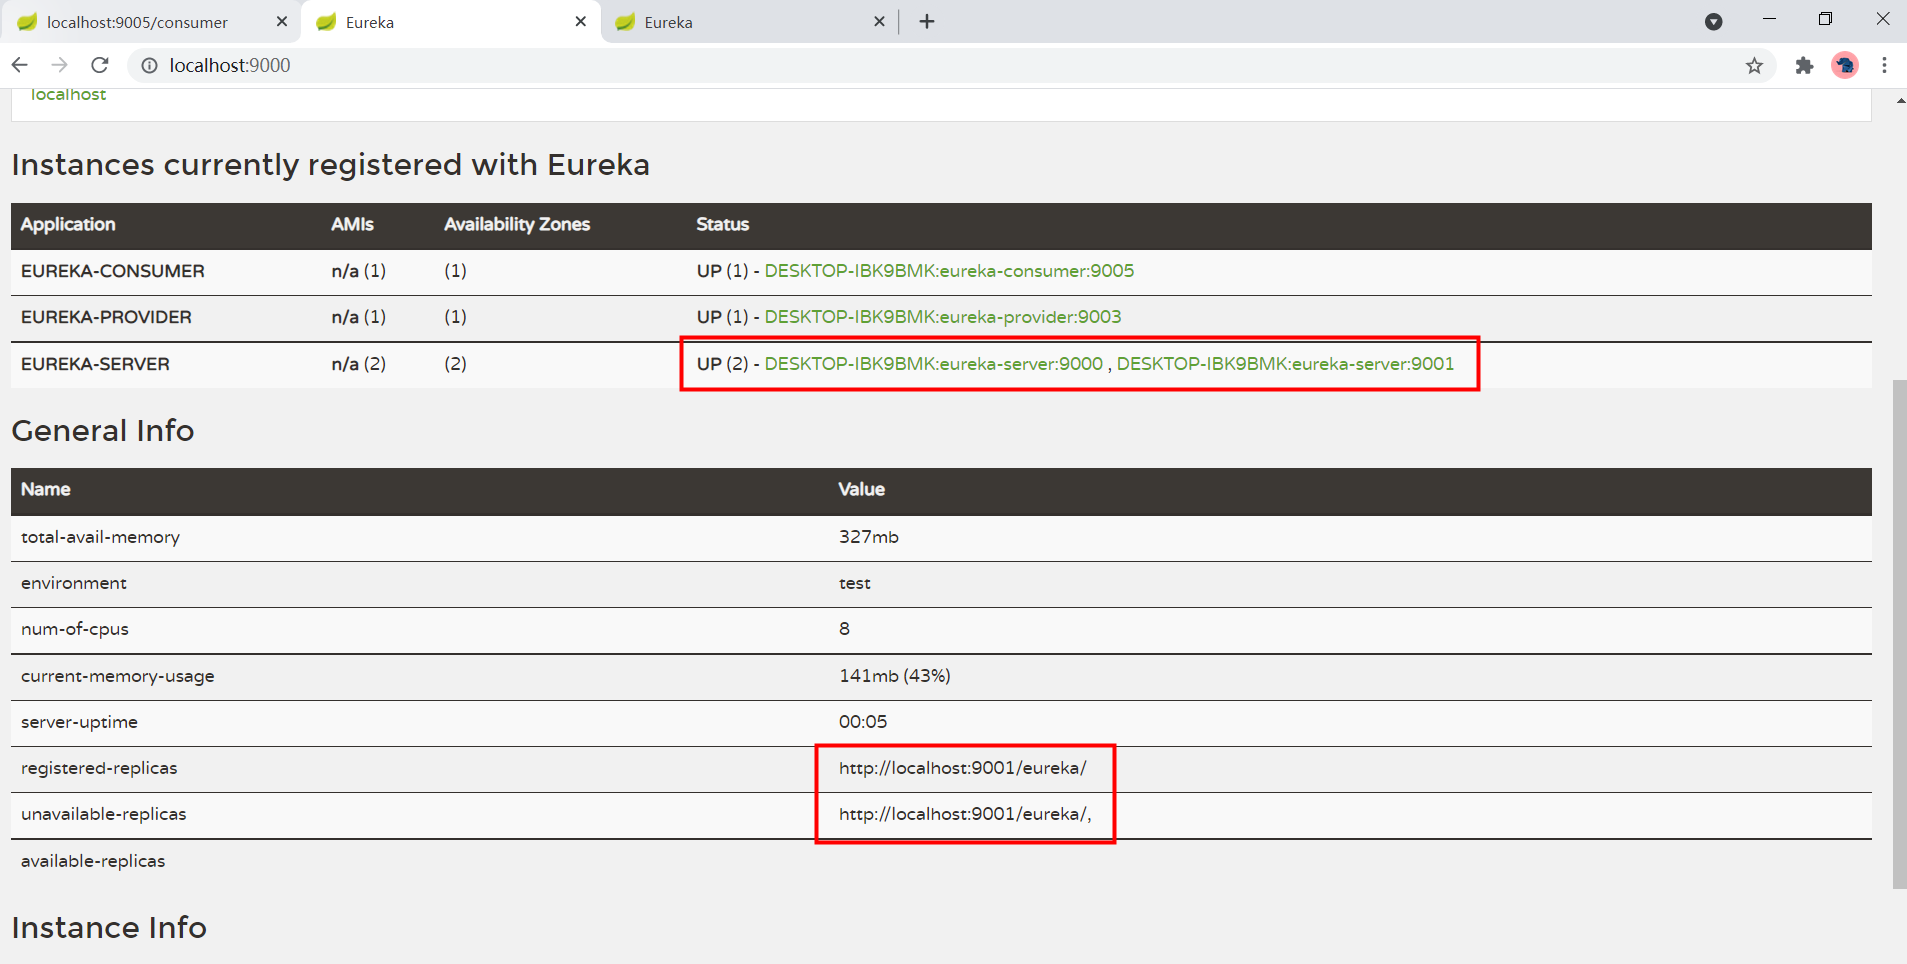 localhost:9005/consumer Eureka Eureka
localhost:9000
localhost
Instances currently registered with Eureka
Application AMIs Availability Zones Status
EUREKA-CONSUMER n/a (1) (1) UP (1) - DESKTOP-IBK9BMK:eureka-consumer:9005
EUREKA-PROVIDER n/a (1) (1) UP (1) - DESKTOP-IBK9BMK:eureka-provider:9003
EUREKA-SERVER n/a (2) (2) UP (2) - DESKTOP-IBK9BMK:eureka-server:9000 , DESKTOP-IBK9BMK:eureka-server:9001
General Info
Name Value
total-avail-memory 327mb
environment test
num-of-cpus 8
current-memory-usage 141mb (43%)
server-uptime 00:05
registered-replicas http://localhost:9001/eureka/
unavailable-replicas http://localhost:9001/eureka/,
available-replicas
Instance Info